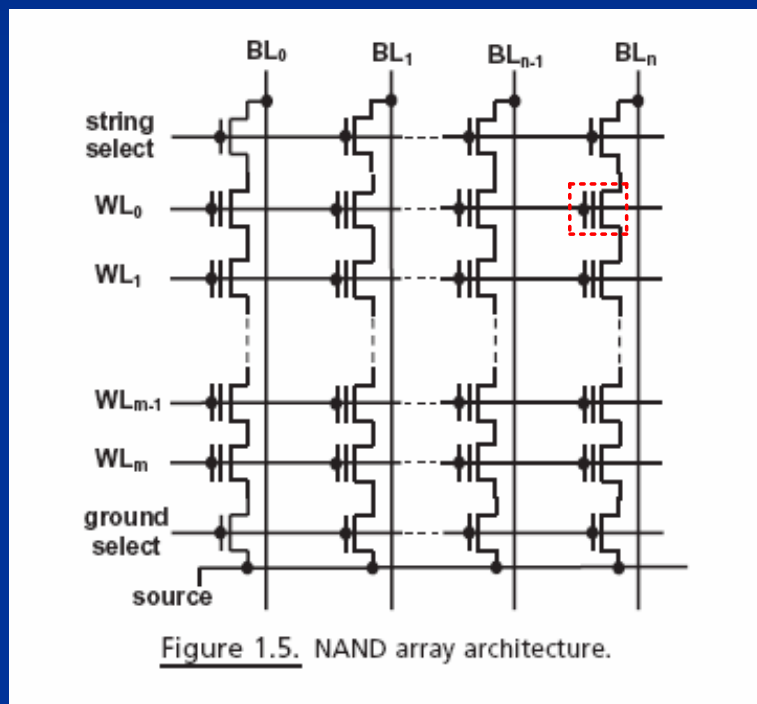 BL₀ BL₁ BLₙ₋₁ BLₙ
string
select
WL₀
WL₁
WLₘ₋₁
WLₘ
ground
select
source
Figure 1.5. NAND array architecture.